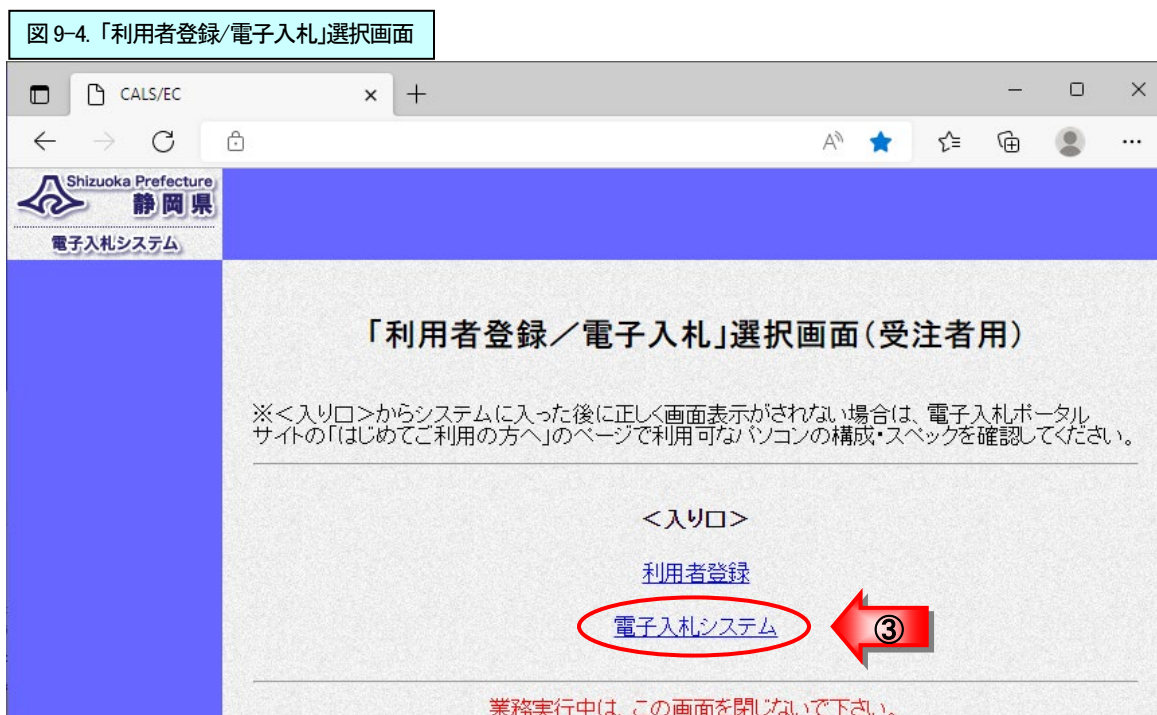 図 9-4.「利用者登録/電子入札」選択画面
CALS/EC
Shizuoka Prefecture
静岡県
電子入札システム
「利用者登録／電子入札」選択画面(受注者用)
※＜入り口＞からシステムに入った後に正しく画面表示がされない場合は、電子入札ポータル
サイトの「はじめてご利用の方へ」のページで利用可なパソコンの構成・スペックを確認してください。
＜入り口＞
利用者登録
電子入札システム
③
業務実行中は、この画面を閉じないで下さい。